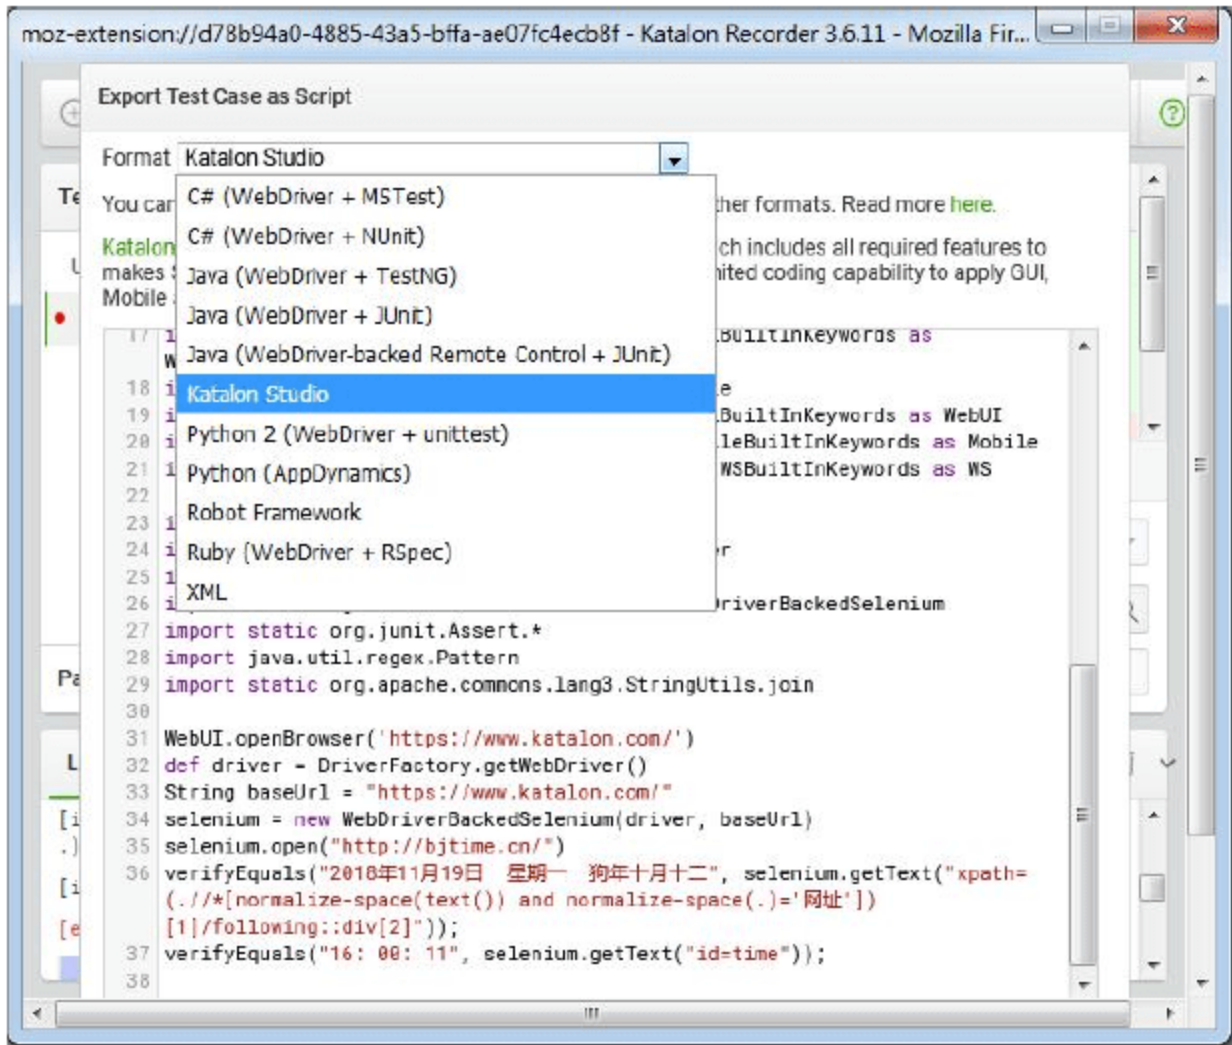 moz-extension://d78b94a0-4885-43a5-bffa-ae07fc4ecb8f - Katalon Recorder 3.6.11 - Mozilla Fir...
Export Test Case as Script
Format Katalon Studio
C# (WebDriver + MSTest)
You can ther formats. Read more here.
C# (WebDriver + NUnit)
Katalon ch includes all required features to
Java (WebDriver + TestNG)
makes S nited coding capability to apply GUI,
Mobile
Java (WebDriver + JUnit)
17 i BuiltInKeywords as
W
Java (WebDriver-backed Remote Control + JUnit)
18 i e
Katalon Studio
19 i BuiltInKeywords as WebUI
Python 2 (WebDriver + unittest)
20 i leBuiltInKeywords as Mobile
Python (AppDynamics)
21 i WSBuiltInKeywords as WS
22
Robot Framework
23 i
Ruby (WebDriver + RSpec)
24 i r
25 i
XML
26 i riverBackedSelenium
27 import static org.junit.Assert.*
28 import java.util.regex.Pattern
29 import static org.apache.commons.lang3.StringUtils.join
30
31 WebUI.openBrowser('https://www.katalon.com/')
32 def driver = DriverFactory.getWebDriver()
33 String baseUrl = "https://www.katalon.com/"
34 selenium = new WebDriverBackedSelenium(driver, baseUrl)
35 selenium.open("http://bjtime.cn/")
36 verifyEquals("2018年11月19日 星期一 狗年十月十二", selenium.getText("xpath=
(.//*[normalize-space(text()) and normalize-space(.)='网址'])
[1]/following::div[2]"));
37 verifyEquals("16: 00: 11", selenium.getText("id=time"));
38